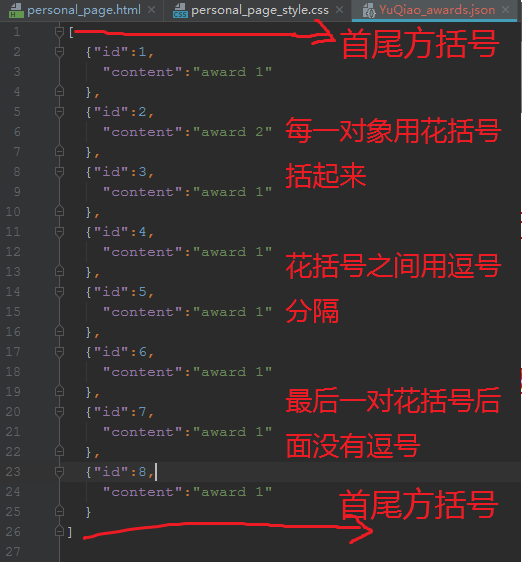 personal_page.html personal_page_style.css YuQiao_awards.json
1 [
首尾方括号
2 {"id":1,
3 "content":"award 1"
4 },
5 {"id":2,
6 "content":"award 2"
每一对象用花括号
7 },
8 {"id":3,
括起来
9 "content":"award 1"
10 },
11 {"id":4,
12 "content":"award 1"
花括号之间用逗号
13 },
14 {"id":5,
15 "content":"award 1"
分隔
16 },
17 {"id":6,
18 "content":"award 1"
19 },
最后一对花括号后
20 {"id":7,
21 "content":"award 1"
面没有逗号
22 },
23 {"id":8,
24 "content":"award 1"
首尾方括号
25 }
26 ]
27